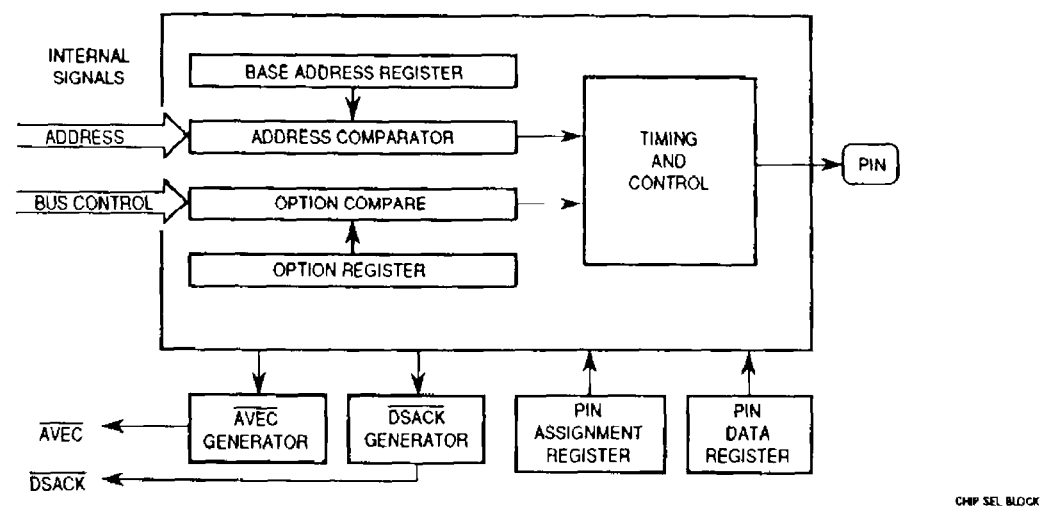 INTERNAL
SIGNALS
BASE ADDRESS REGISTER
ADDRESS
ADDRESS COMPARATOR
TIMING
AND
CONTROL
PIN
BUS CONTROL
OPTION COMPARE
OPTION REGISTER
AVEC
AVEC
GENERATOR
DSACK
GENERATOR
PIN
ASSIGNMENT
REGISTER
PIN
DATA
REGISTER
DSACK
CHIP SEL BLOCK